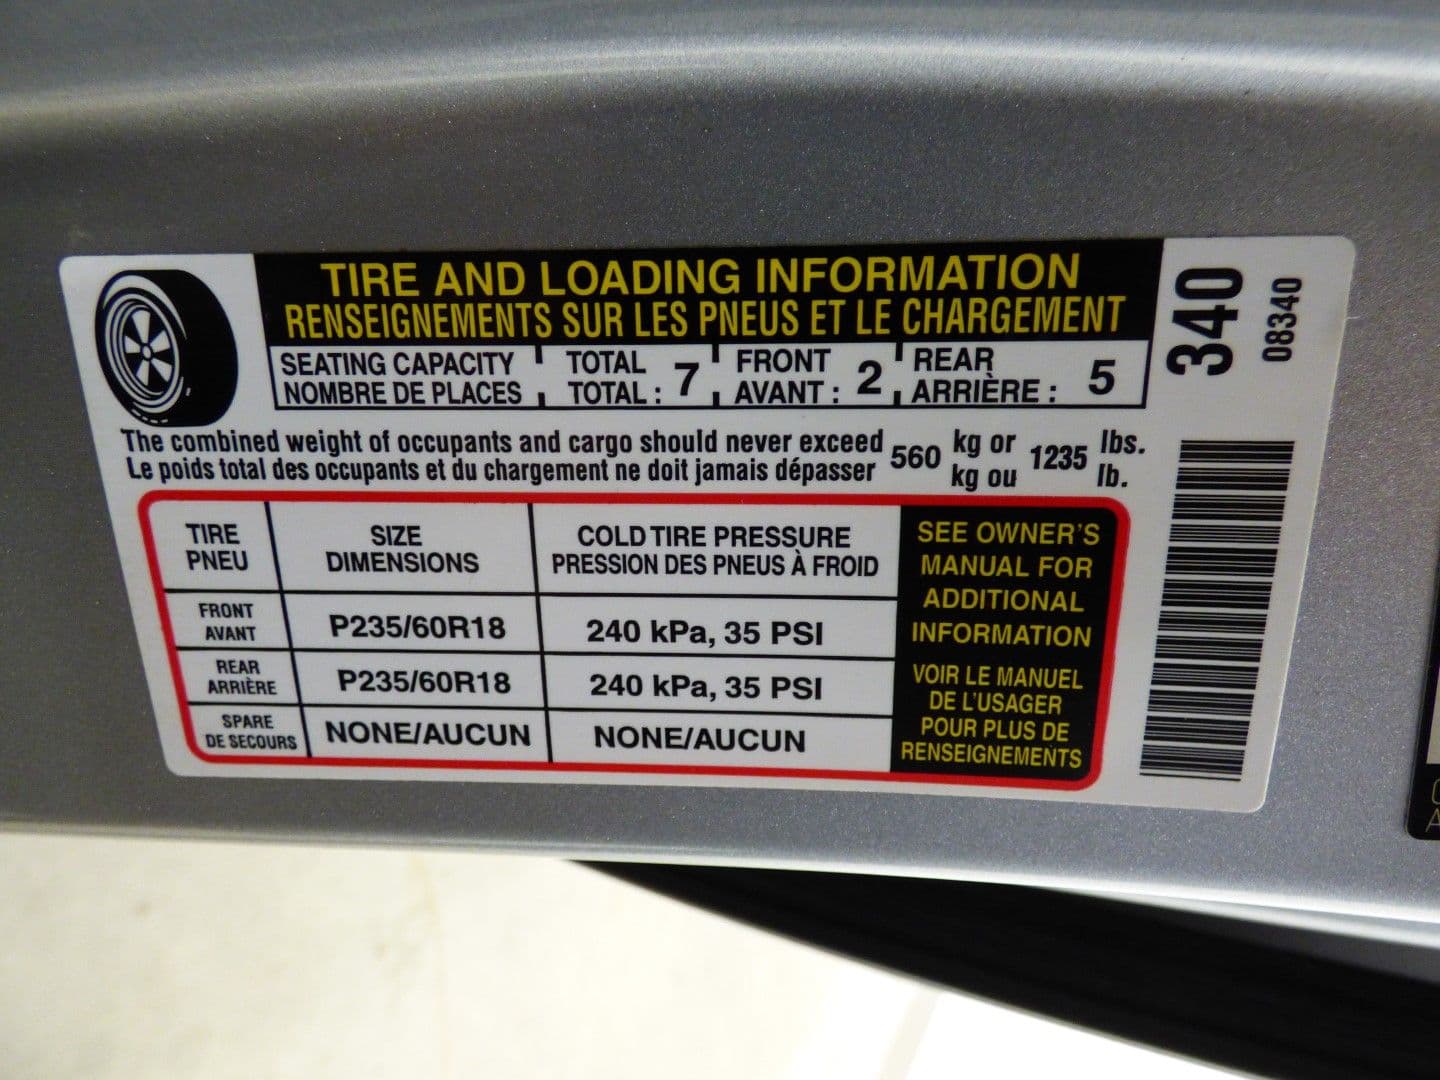 TIRE AND LOADING INFORMATION
RENSEIGNEMENTS SUR LES PNEUS ET LE CHARGEMENT
SEATING CAPACITY TOTAL FRONT REAR
NOMBRE DE PLACES TOTAL : 7 AVANT : 2 ARRIÈRE : 5
The combined weight of occupants and cargo should never exceed 560 kg or 1235 lbs.
Le poids total des occupants et du chargement ne doit jamais dépasser kg ou lb.
TIRE SIZE COLD TIRE PRESSURE
PNEU DIMENSIONS PRESSION DES PNEUS À FROID
FRONT
AVANT P235/60R18 240 kPa, 35 PSI
REAR
ARRIÈRE P235/60R18 240 kPa, 35 PSI
SPARE
DE SECOURS NONE/AUCUN NONE/AUCUN
SEE OWNER'S
MANUAL FOR
ADDITIONAL
INFORMATION
VOIR LE MANUEL
DE L'USAGER
POUR PLUS DE
RENSEIGNEMENTS
340
08340